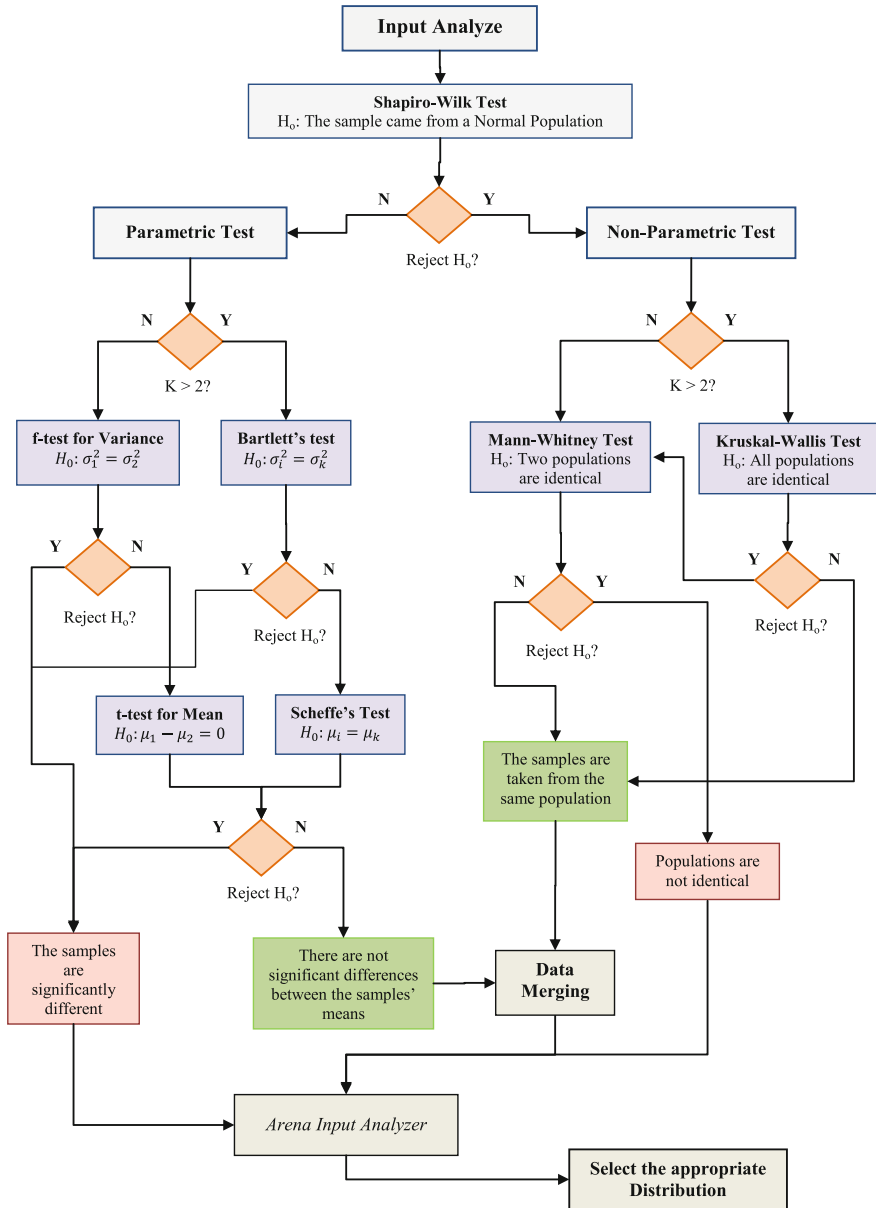 Input Analyze
Shapiro-Wilk Test
Hₒ: The sample came from a Normal Population
N
Y
Reject Hₒ?
Parametric Test
Non-Parametric Test
N
Y
K > 2?
N
Y
K > 2?
f-test for Variance
H₀: σ₁² = σ₂²
Bartlett’s test
H₀: σᵢ² = σₖ²
Mann-Whitney Test
Hₒ: Two populations
are identical
Kruskal-Wallis Test
Hₒ: All populations
are identical
Y
N
Reject Hₒ?
Y
N
Reject Hₒ?
N
Y
Reject Hₒ?
Y
N
Reject Hₒ?
t-test for Mean
H₀: μ₁ − μ₂ = 0
Scheffe’s Test
H₀: μᵢ = μₖ
The samples are
taken from the
same population
Y
N
Reject Hₒ?
Populations are
not identical
The samples
are
significantly
different
There are not
significant differences
between the samples’
means
Data
Merging
Arena Input Analyzer
Select the appropriate
Distribution